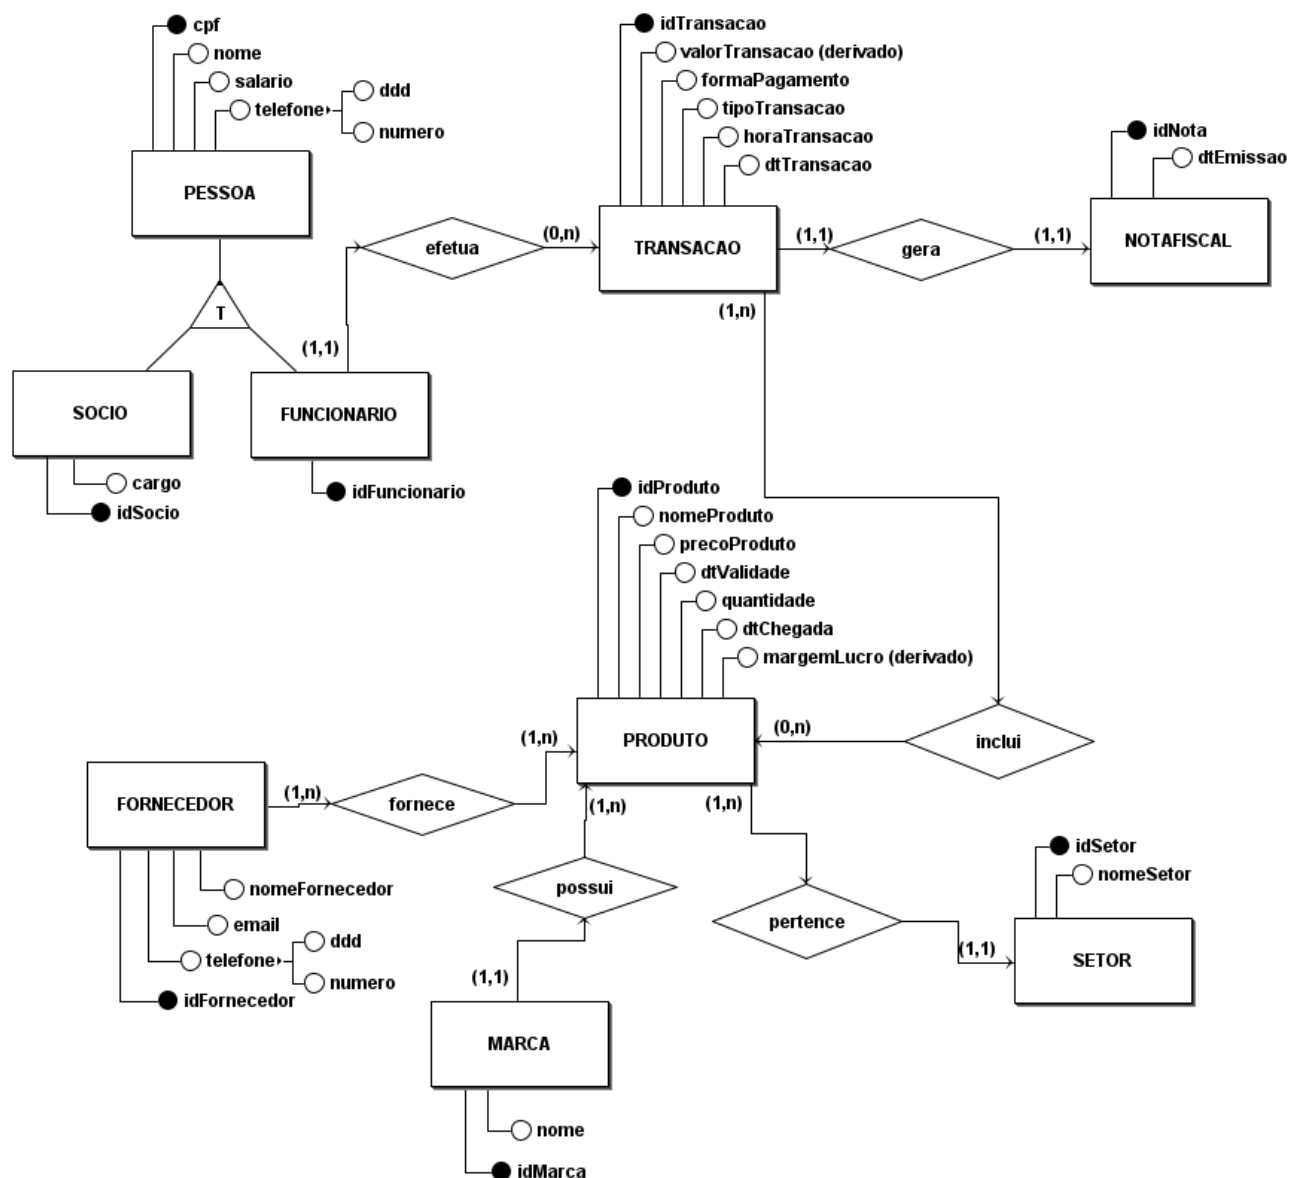 cpf
nome
salario
telefone
ddd
numero
PESSOA
idTransacao
valorTransacao (derivado)
formaPagamento
tipoTransacao
horaTransacao
dtTransacao
TRANSACAO
idNota
dtEmissao
NOTAFISCAL
efetua
(0,n)
(1,1)
gera
(1,1)
(1,n)
T
(1,1)
SOCIO
FUNCIONARIO
cargo
idSocio
idFuncionario
idProduto
nomeProduto
precoProduto
dtValidade
quantidade
dtChegada
margemLucro (derivado)
PRODUTO
(0,n)
inclui
(1,n)
FORNECEDOR
(1,n)
fornece
(1,n)
(1,n)
nomeFornecedor
email
telefone
ddd
numero
idFornecedor
possui
pertence
idSetor
nomeSetor
(1,1)
SETOR
(1,1)
MARCA
nome
idMarca